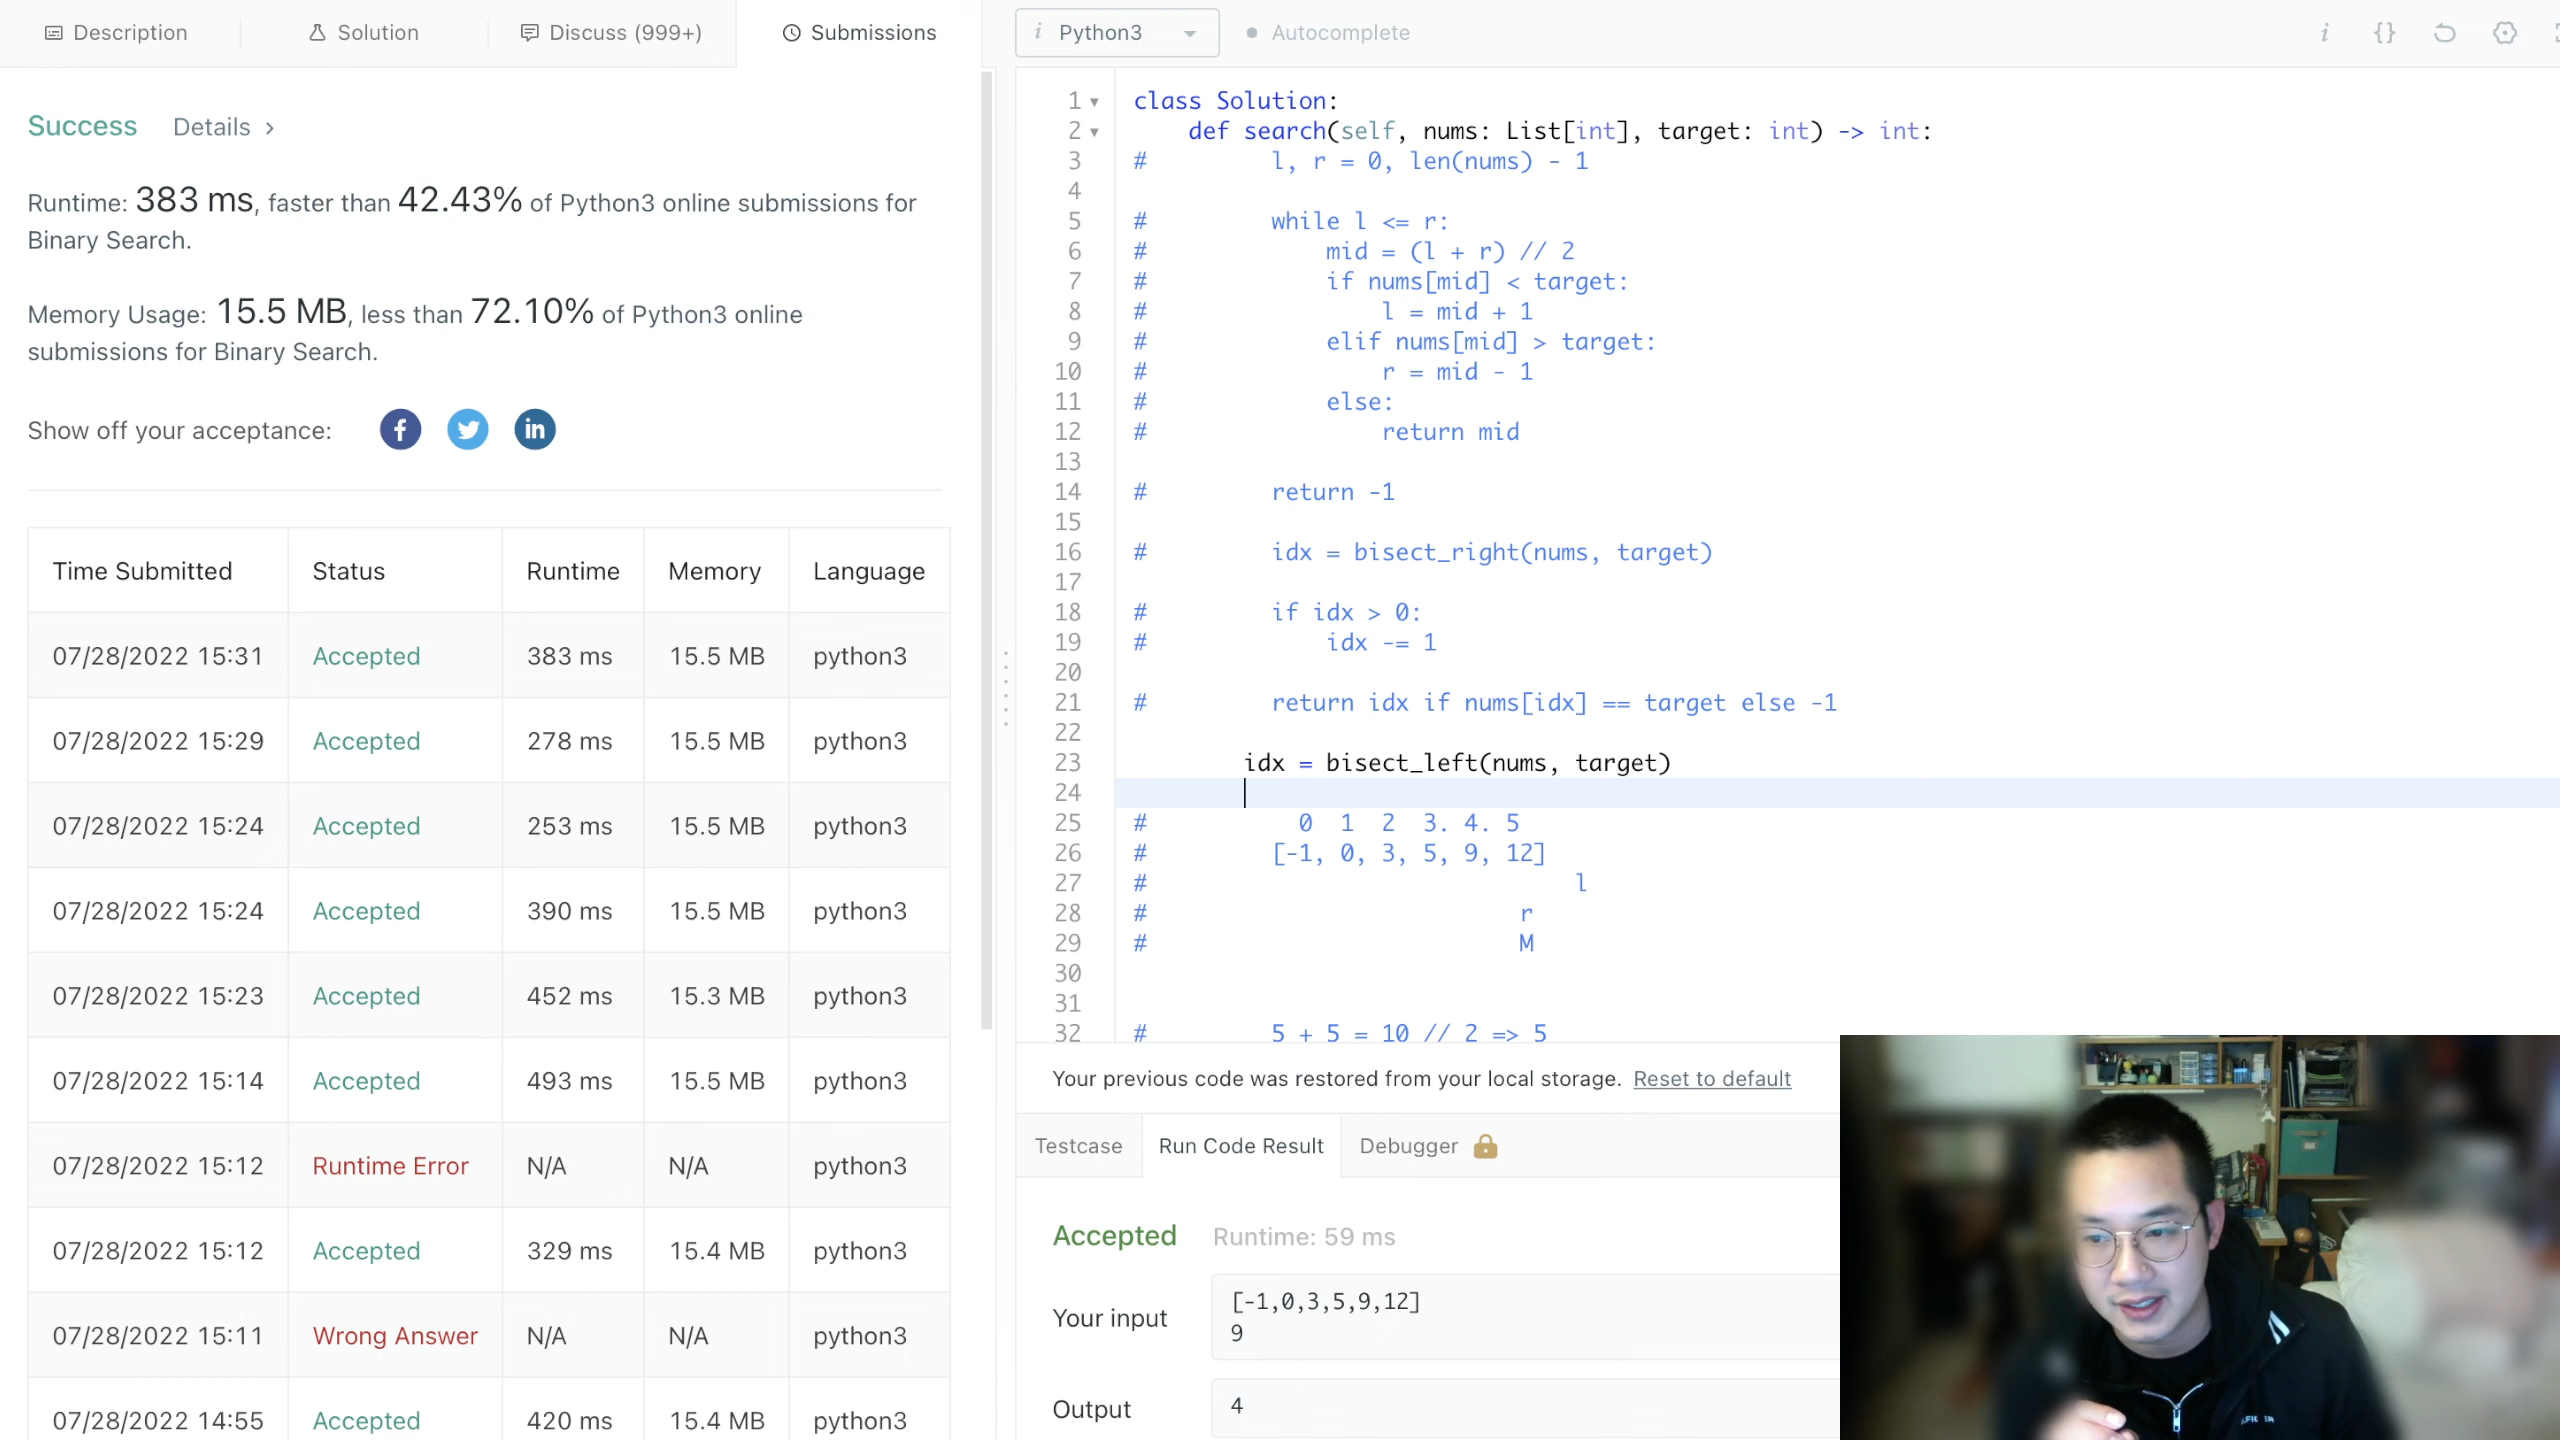 Description
Solution
Discuss (999+)
Submissions
i Python3
Autocomplete
i {}
Success Details >
Runtime: 383 ms, faster than 42.43% of Python3 online submissions for
Binary Search.
Memory Usage: 15.5 MB, less than 72.10% of Python3 online
submissions for Binary Search.
Show off your acceptance: f in
Time Submitted Status Runtime Memory Language
07/28/2022 15:31 Accepted 383 ms 15.5 MB python3
07/28/2022 15:29 Accepted 278 ms 15.5 MB python3
07/28/2022 15:24 Accepted 253 ms 15.5 MB python3
07/28/2022 15:24 Accepted 390 ms 15.5 MB python3
07/28/2022 15:23 Accepted 452 ms 15.3 MB python3
07/28/2022 15:14 Accepted 493 ms 15.5 MB python3
07/28/2022 15:12 Runtime Error N/A N/A python3
07/28/2022 15:12 Accepted 329 ms 15.4 MB python3
07/28/2022 15:11 Wrong Answer N/A N/A python3
07/28/2022 14:55 Accepted 420 ms 15.4 MB python3
1 class Solution:
2     def search(self, nums: List[int], target: int) -> int:
3 #         l, r = 0, len(nums) - 1
4
5 #         while l <= r:
6 #             mid = (l + r) // 2
7 #             if nums[mid] < target:
8 #                 l = mid + 1
9 #             elif nums[mid] > target:
10 #                 r = mid - 1
11 #             else:
12 #                 return mid
13
14 #         return -1
15
16 #         idx = bisect_right(nums, target)
17
18 #         if idx > 0:
19 #             idx -= 1
20
21 #         return idx if nums[idx] == target else -1
22
23         idx = bisect_left(nums, target)
24
25 #           0  1  2  3. 4. 5
26 #         [-1, 0, 3, 5, 9, 12]
27 #                               l
28 #                           r
29 #                           M
30
31
32 #         5 + 5 = 10 // 2 => 5
Your previous code was restored from your local storage. Reset to default
Testcase Run Code Result Debugger
Accepted Runtime: 59 ms
Your input
[-1,0,3,5,9,12]
9
Output
4